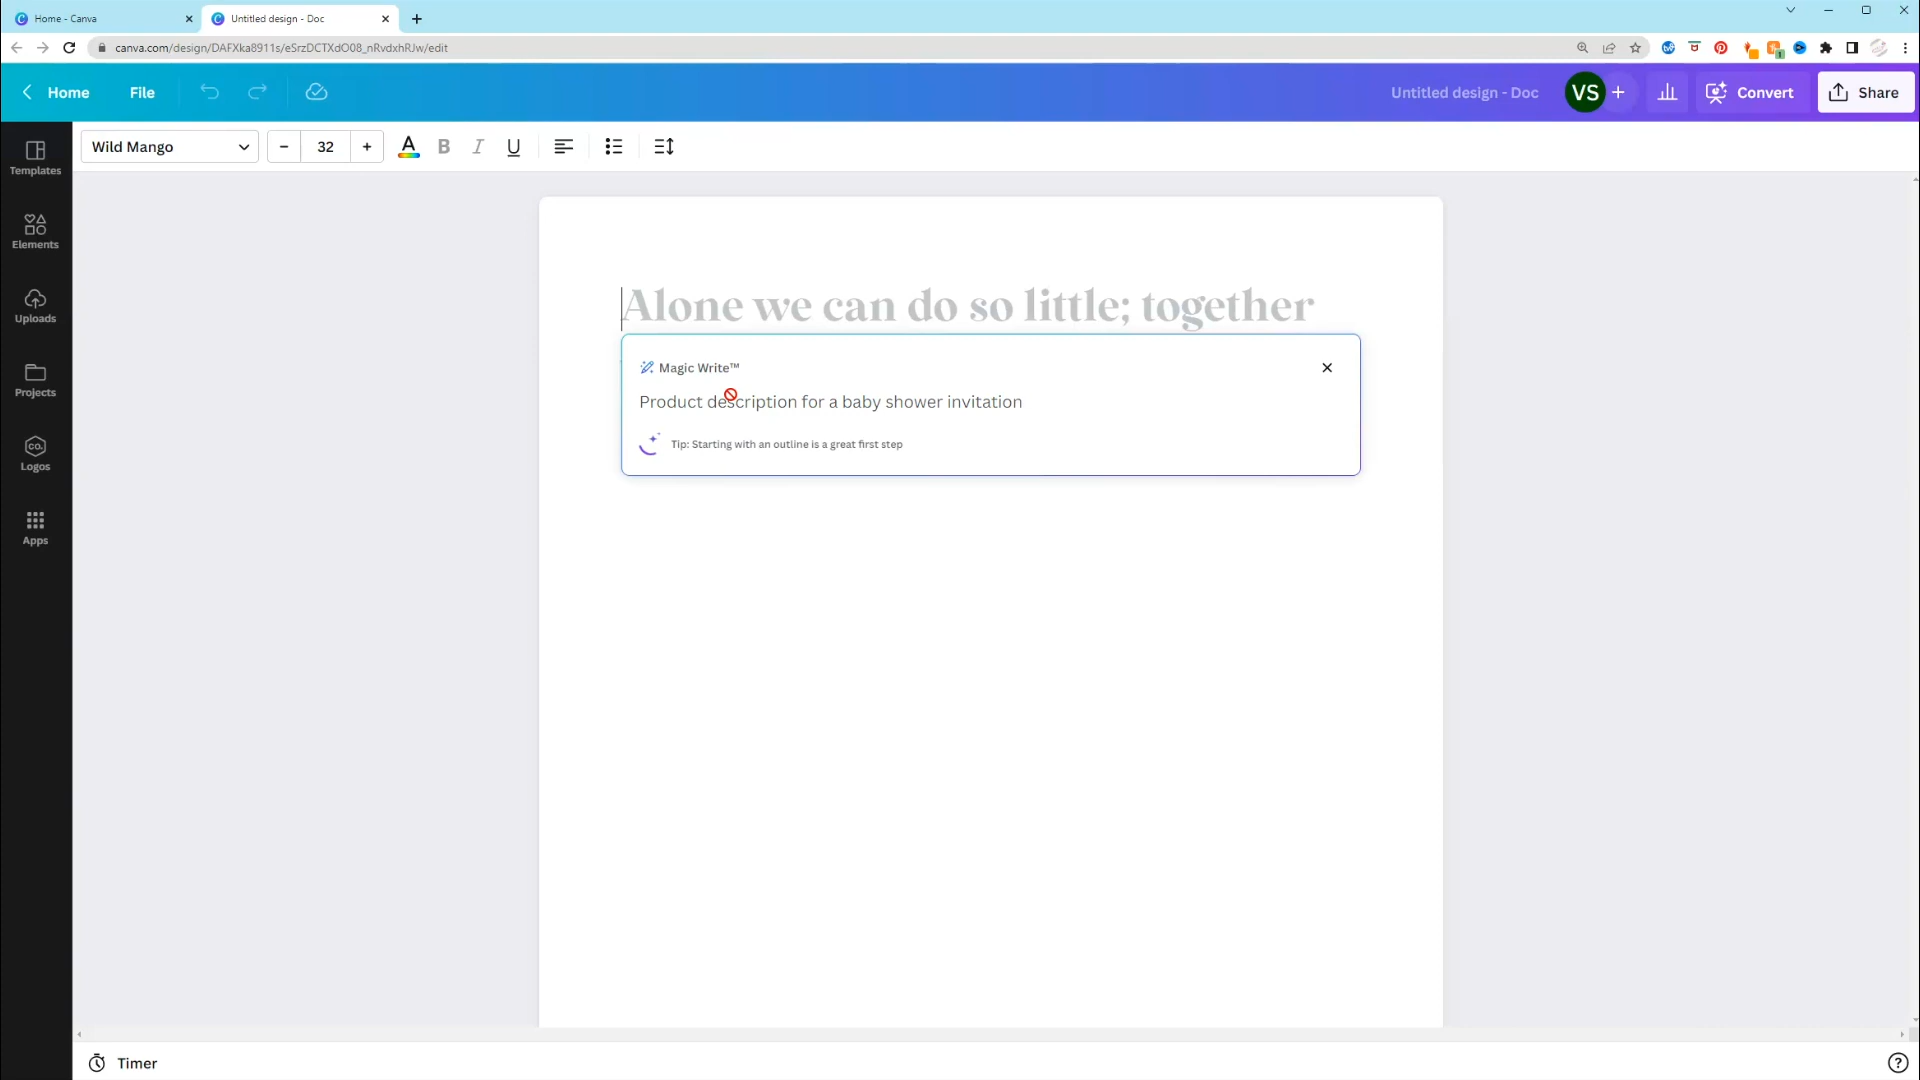 Home - Canva
Untitled design - Doc
canva.com/design/DAFXka8911s/eSrzDCTXdO08_nRvdxhRJw/edit
Home
File
Untitled design - Doc
VS
Convert
Share
Wild Mango
32
Templates
Elements
Uploads
Projects
Logos
Apps
Alone we can do so little; together
Magic Write™
Product description for a baby shower invitation
Tip: Starting with an outline is a great first step
Timer